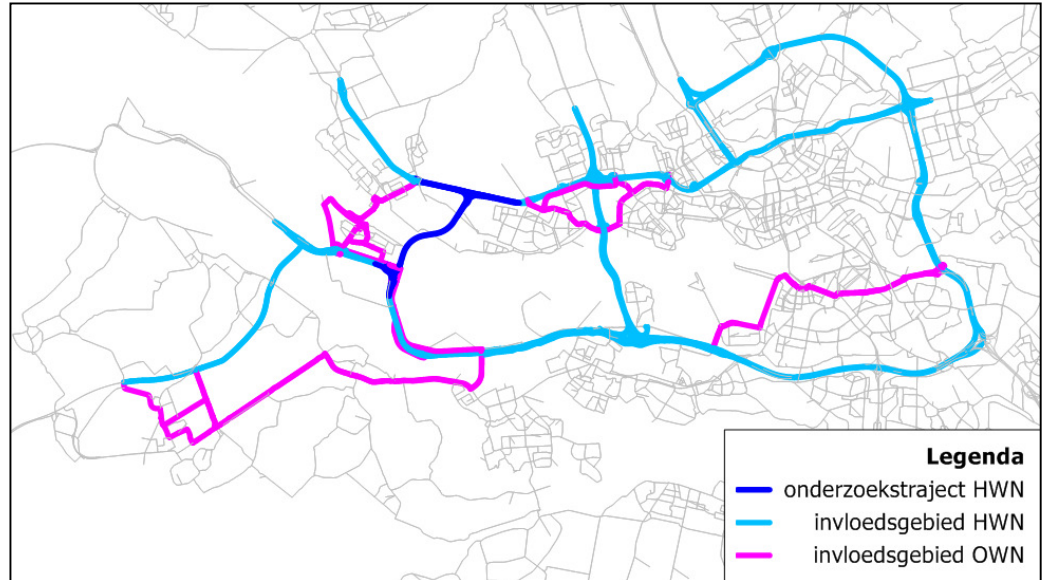 Legenda
onderzoekstraject HWN
invloedsgebied HWN
invloedsgebied OWN